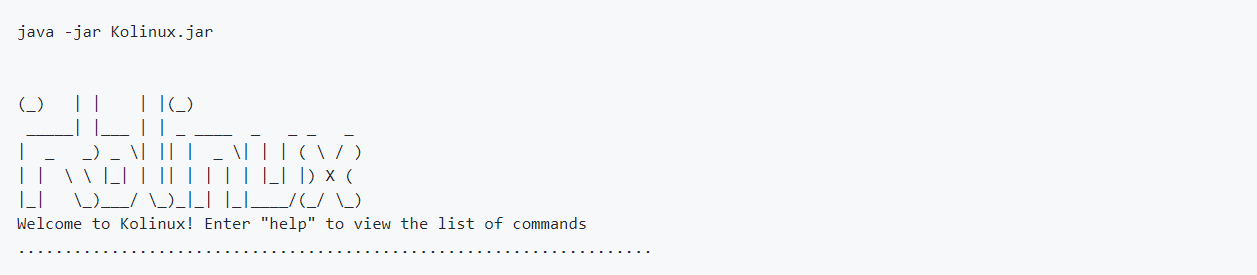 java -jar Kolinux.jar
(_)   | |    | |(_)
 _____| |___ | | _ ____  _   _ _   _
|  _   _) _ \| || |  _ \| | | ( \ / )
| |  \ \ |_| | || | | | | |_| |) X (
|_|   \_)___/ \_)_|_| |_|____/(_/ \_)
Welcome to Kolinux! Enter "help" to view the list of commands
....................................................................